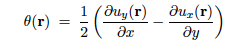 θ(r) = 1/2 (∂u_y(r)/∂x − ∂u_x(r)/∂y)